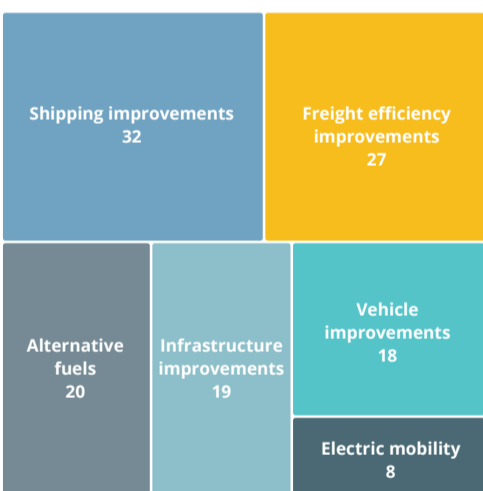 Shipping improvements
32
Freight efficiency
improvements
27
Alternative
fuels
20
Infrastructure
improvements
19
Vehicle
improvements
18
Electric mobility
8